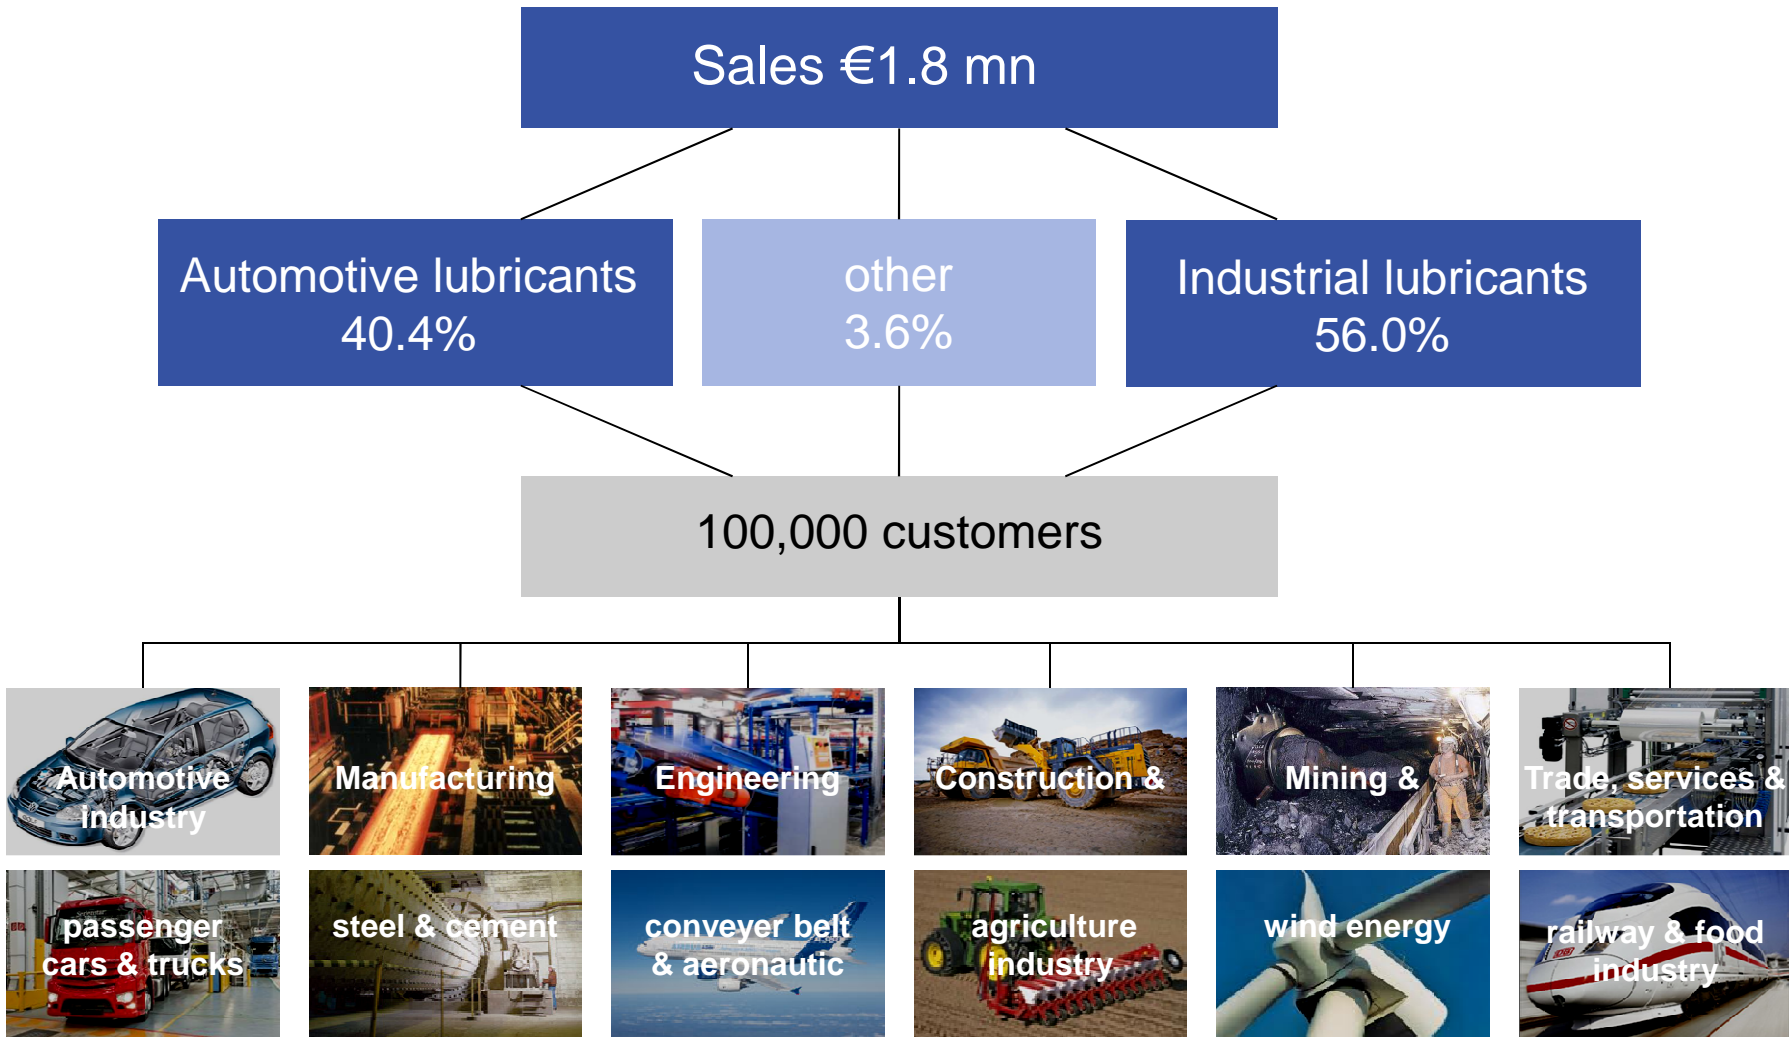 Sales €1.8 mn
Automotive lubricants
40.4%
other
3.6%
Industrial lubricants
56.0%
100,000 customers
Automotive
industry
Manufacturing
Engineering
Construction &
Mining &
Trade, services &
transportation
passenger
cars & trucks
steel & cement
conveyer belt
& aeronautic
agriculture
industry
wind energy
railway & food
industry